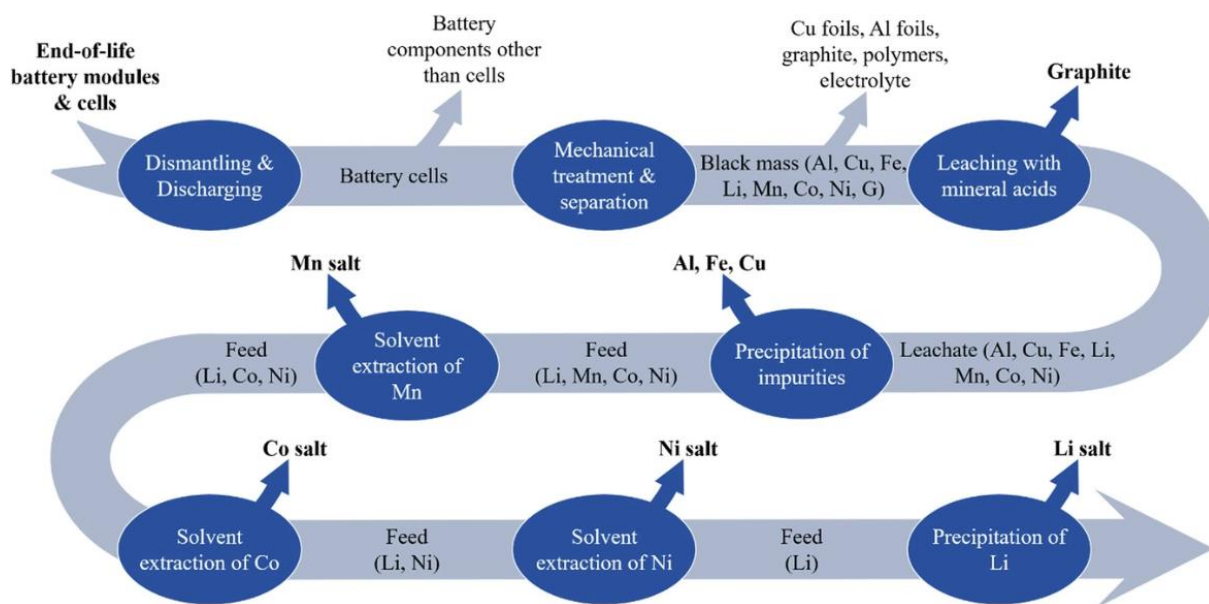 End-of-life
battery modules
& cells
Battery
components other
than cells
Cu foils, Al foils,
graphite, polymers,
electrolyte
Graphite
Dismantling &
Discharging
Battery cells
Mechanical
treatment &
separation
Black mass (Al, Cu, Fe,
Li, Mn, Co, Ni, G)
Leaching with
mineral acids
Mn salt
Al, Fe, Cu
Feed
(Li, Co, Ni)
Solvent
extraction of
Mn
Feed
(Li, Mn, Co, Ni)
Precipitation of
impurities
Leachate (Al, Cu, Fe, Li,
Mn, Co, Ni)
Co salt
Ni salt
Li salt
Solvent
extraction of Co
Feed
(Li, Ni)
Solvent
extraction of Ni
Feed
(Li)
Precipitation of
Li